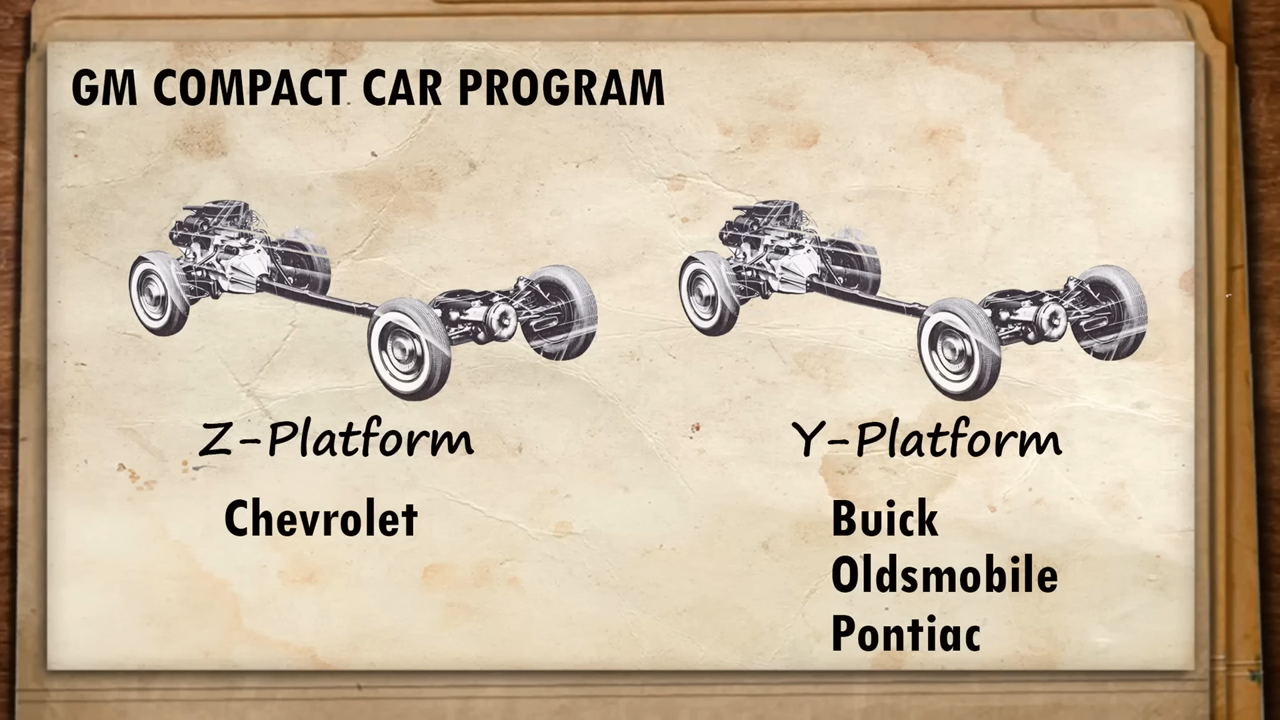 GM COMPACT CAR PROGRAM
Z-Platform
Chevrolet
Y-Platform
Buick
Oldsmobile
Pontiac